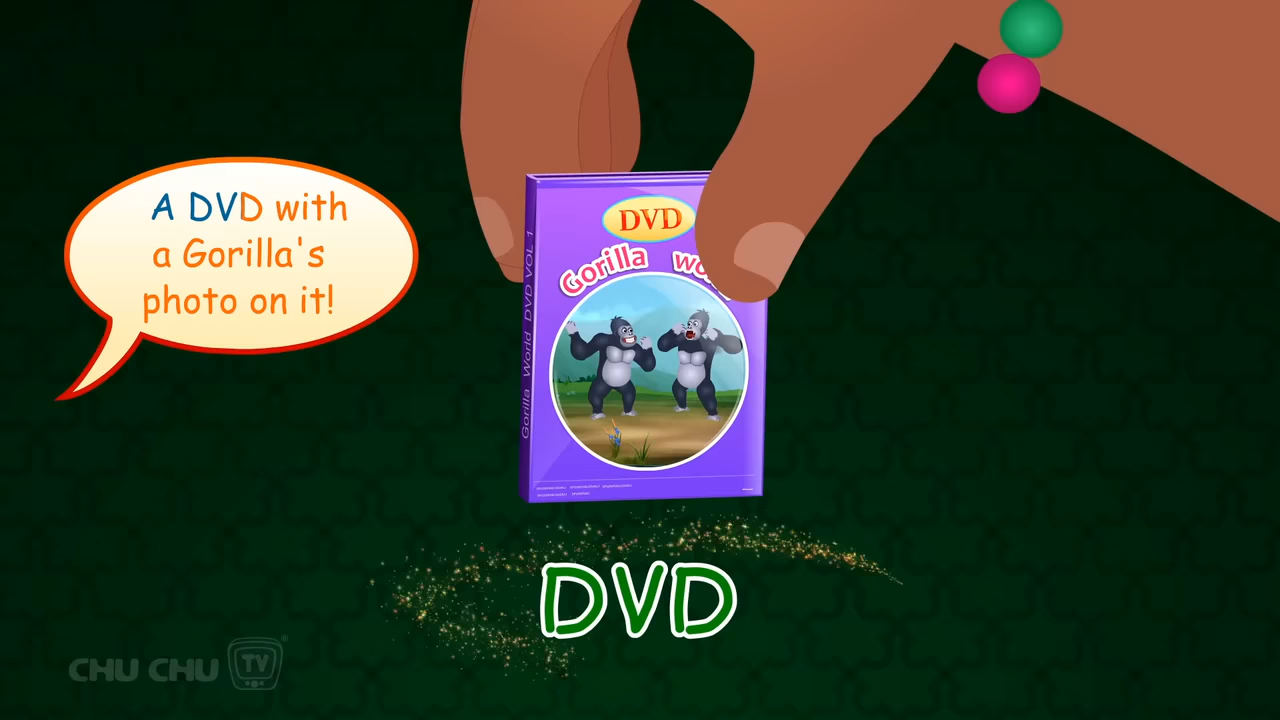 A DVD with
a Gorilla's
photo on it!
DVD
Gorilla
Gorilla World DVD VOL 1
DVD
CHU CHU TV